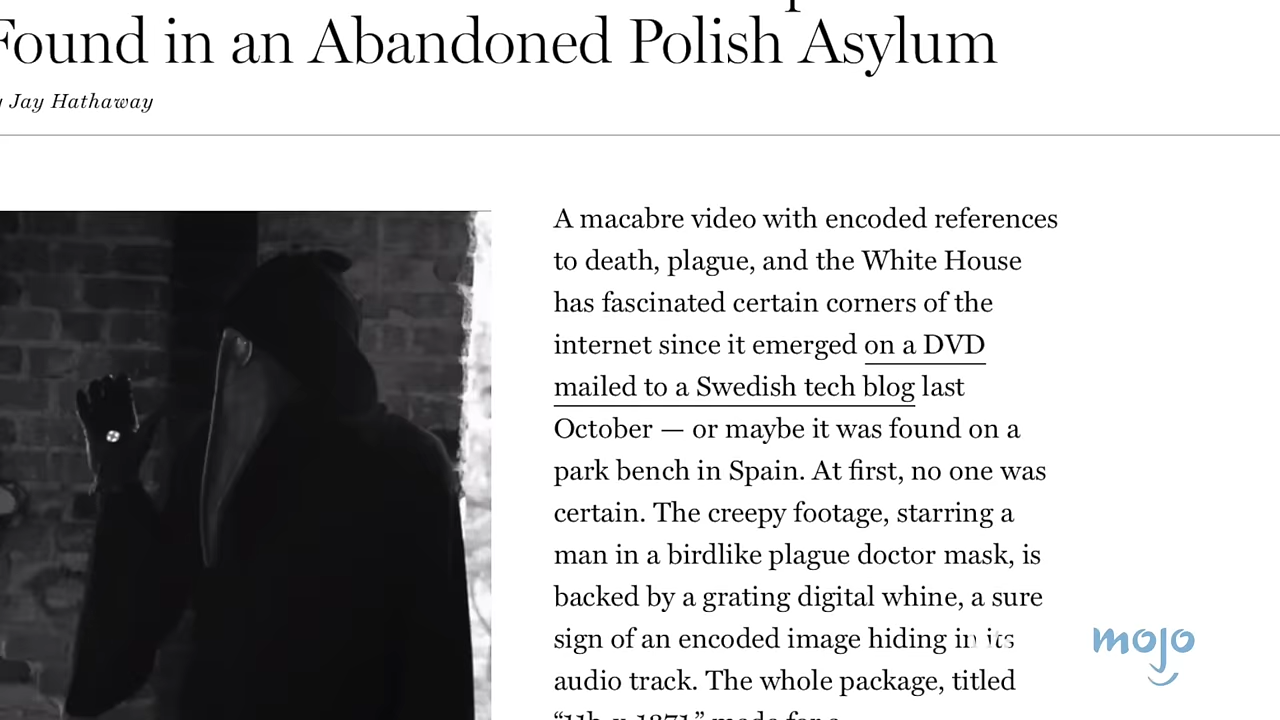 Found in an Abandoned Polish Asylum
Jay Hathaway
A macabre video with encoded references
to death, plague, and the White House
has fascinated certain corners of the
internet since it emerged on a DVD
mailed to a Swedish tech blog last
October — or maybe it was found on a
park bench in Spain. At first, no one was
certain. The creepy footage, starring a
man in a birdlike plague doctor mask, is
backed by a grating digital whine, a sure
sign of an encoded image hiding in its
audio track. The whole package, titled
mojo